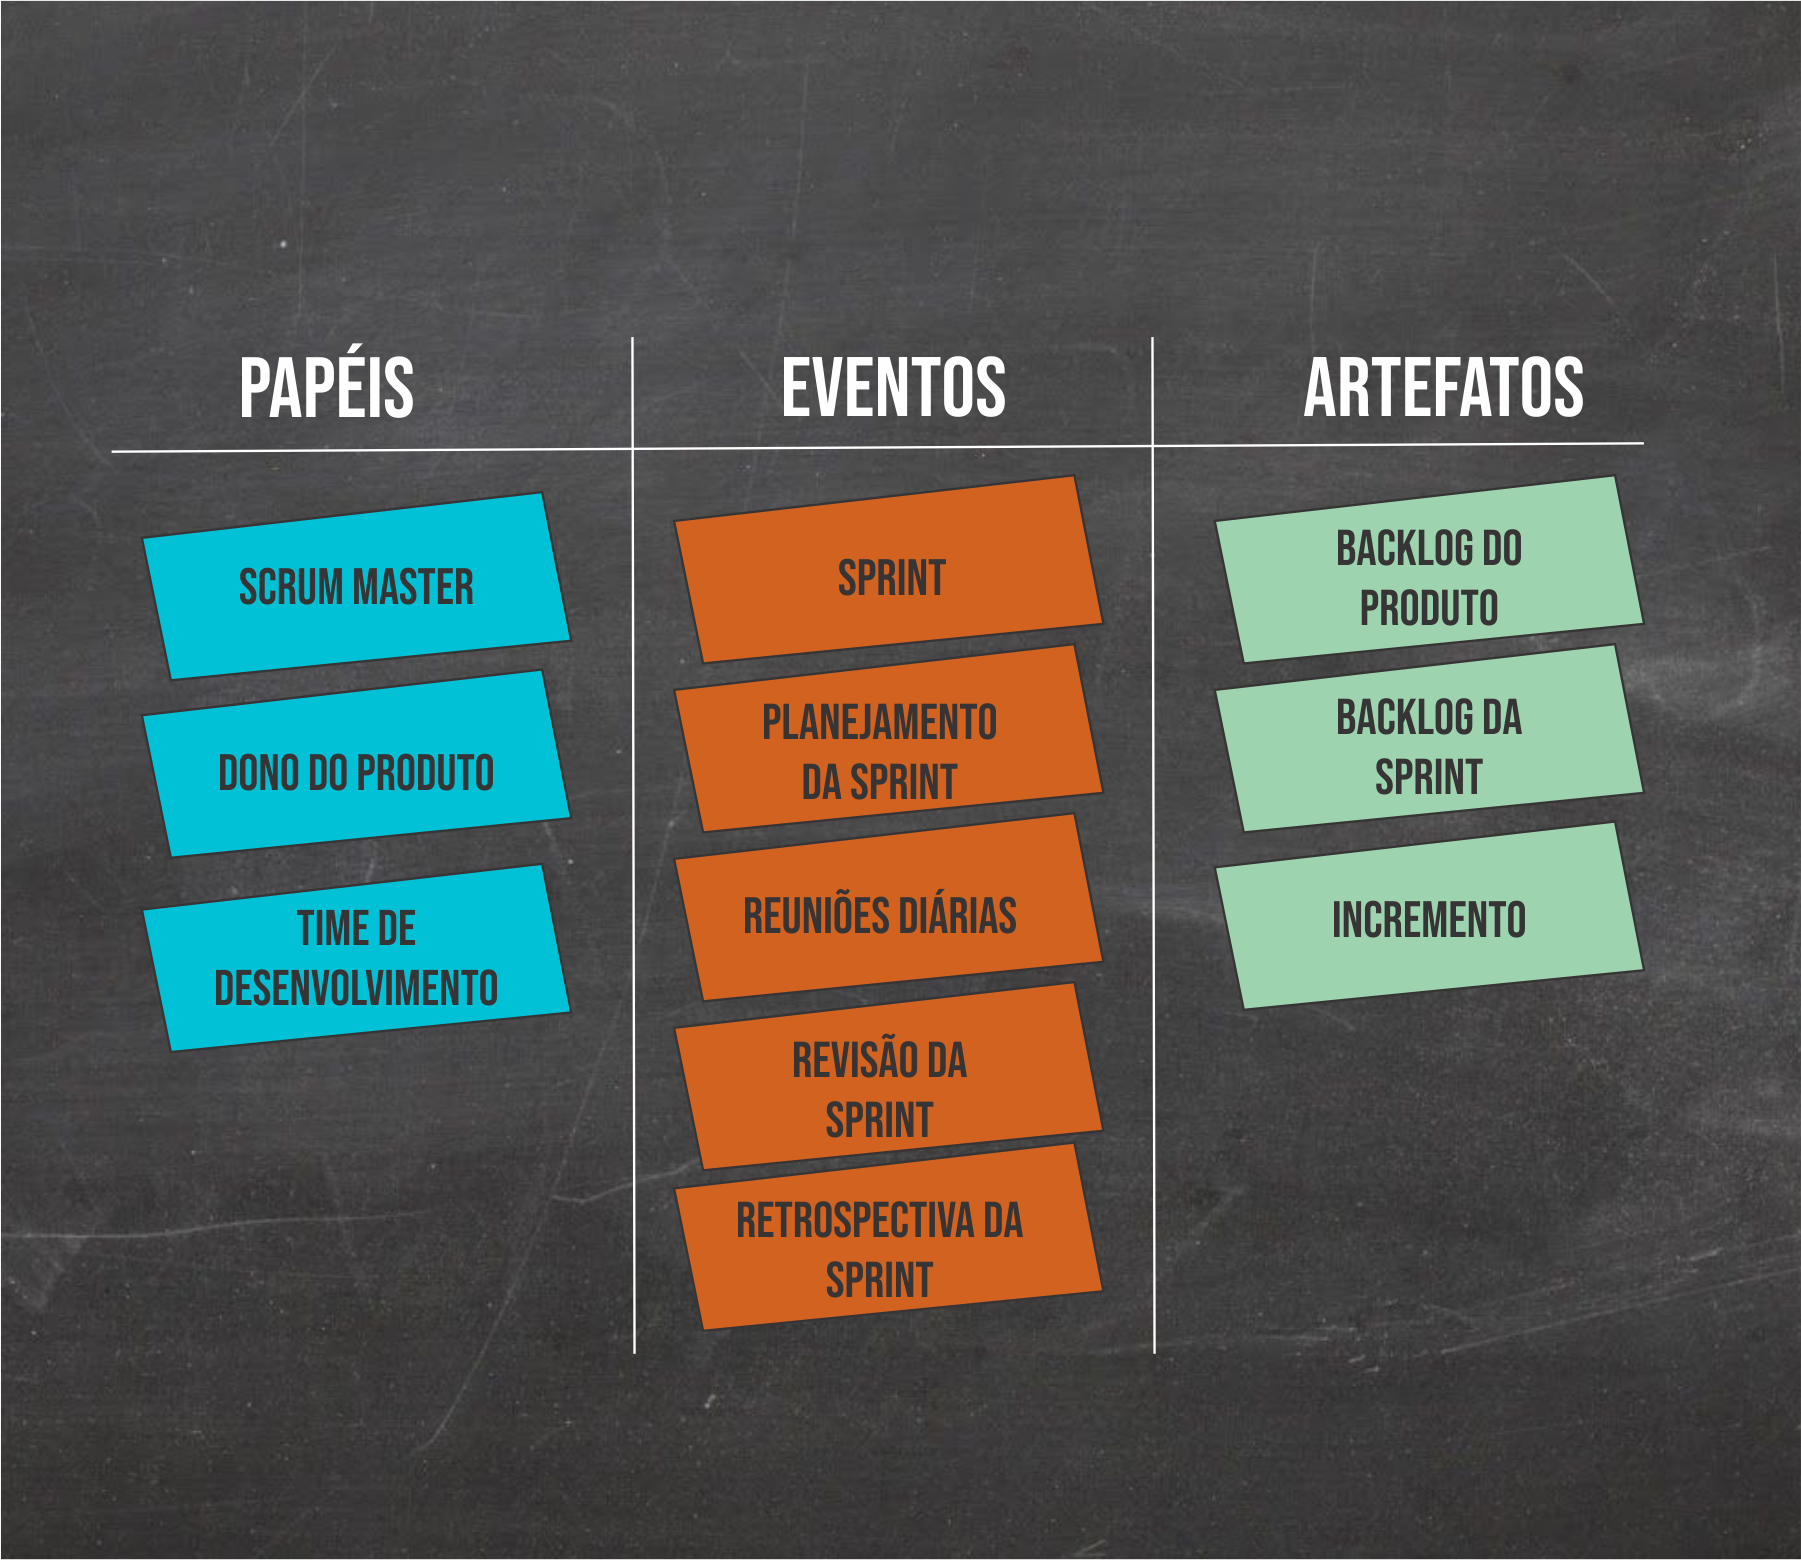 PAPÉIS
SCRUM MASTER
DONO DO PRODUTO
TIME DE
DESENVOLVIMENTO
EVENTOS
SPRINT
PLANEJAMENTO
DA SPRINT
REUNIÕES DIÁRIAS
REVISÃO DA
SPRINT
RETROSPECTIVA DA
SPRINT
ARTEFATOS
BACKLOG DO
PRODUTO
BACKLOG DA
SPRINT
INCREMENTO